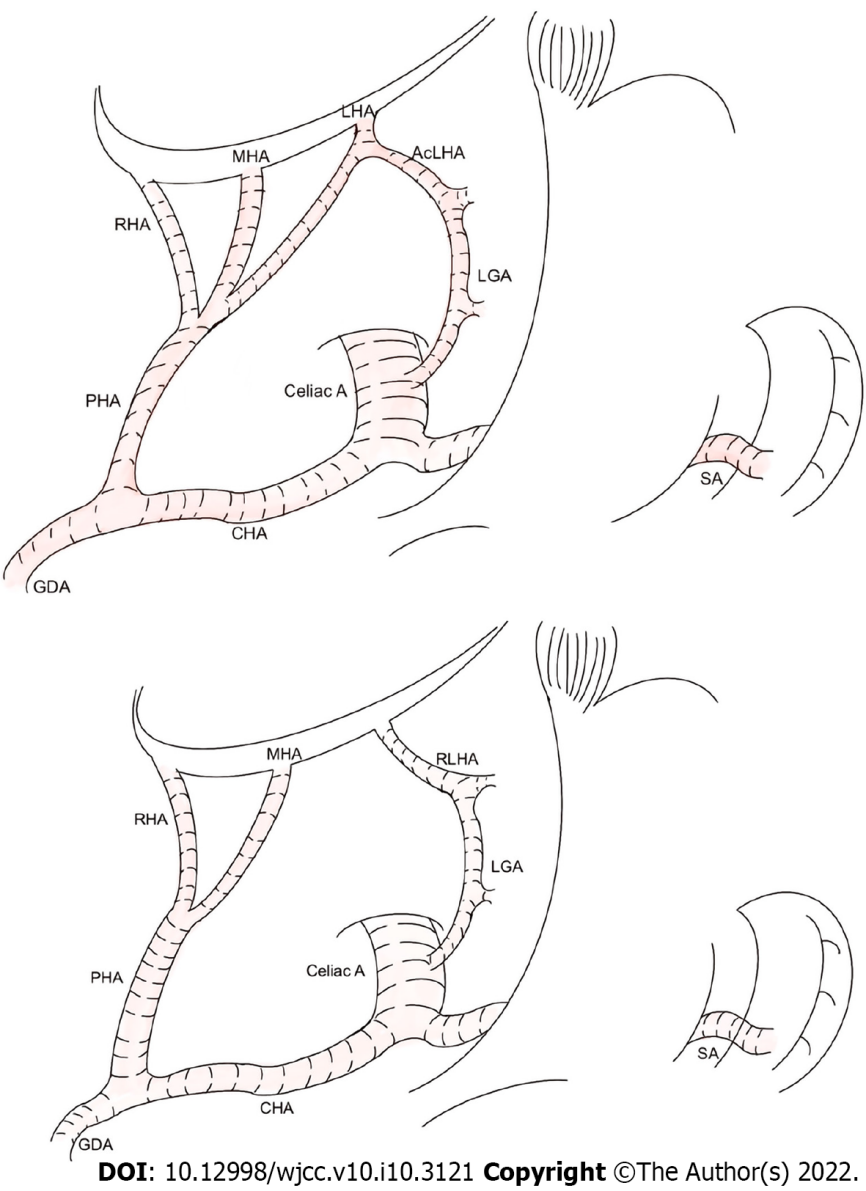 LHA
AcLHA
MHA
RHA
LGA
Celiac A
PHA
SA
CHA
GDA
MHA
RLHA
RHA
LGA
Celiac A
PHA
SA
CHA
GDA
DOI: 10.12998/wjcc.v10.i10.3121 Copyright ©The Author(s) 2022.